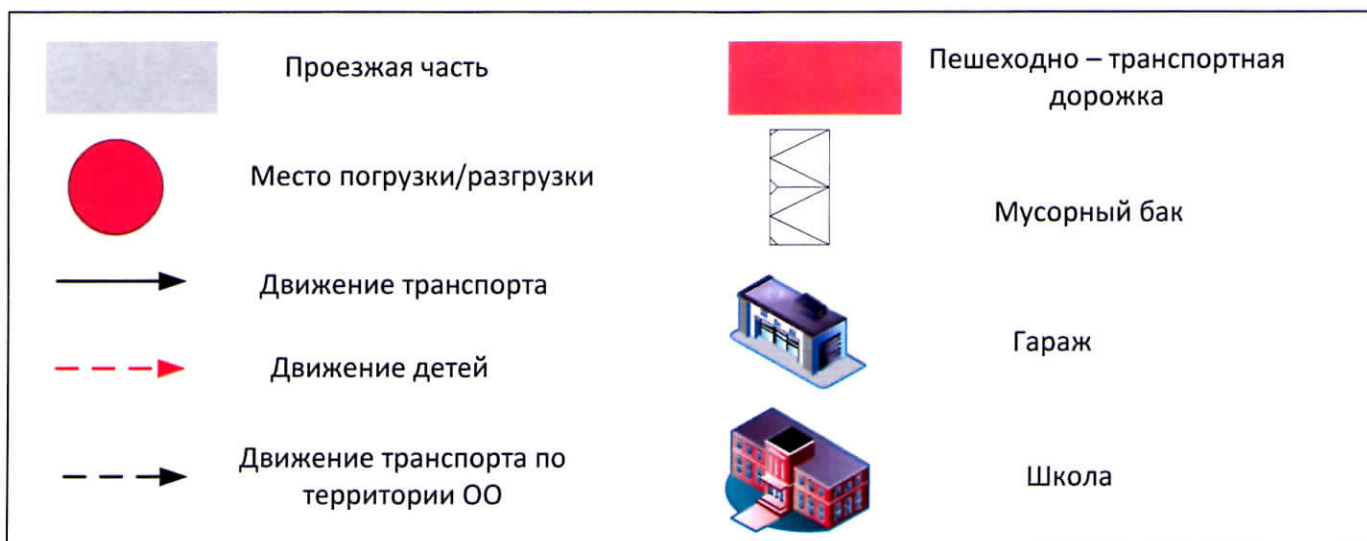 Проезжая часть
Место погрузки/разгрузки
Движение транспорта
Движение детей
Движение транспорта по
территории ОО
Пешеходно – транспортная
дорожка
Мусорный бак
Гараж
Школа